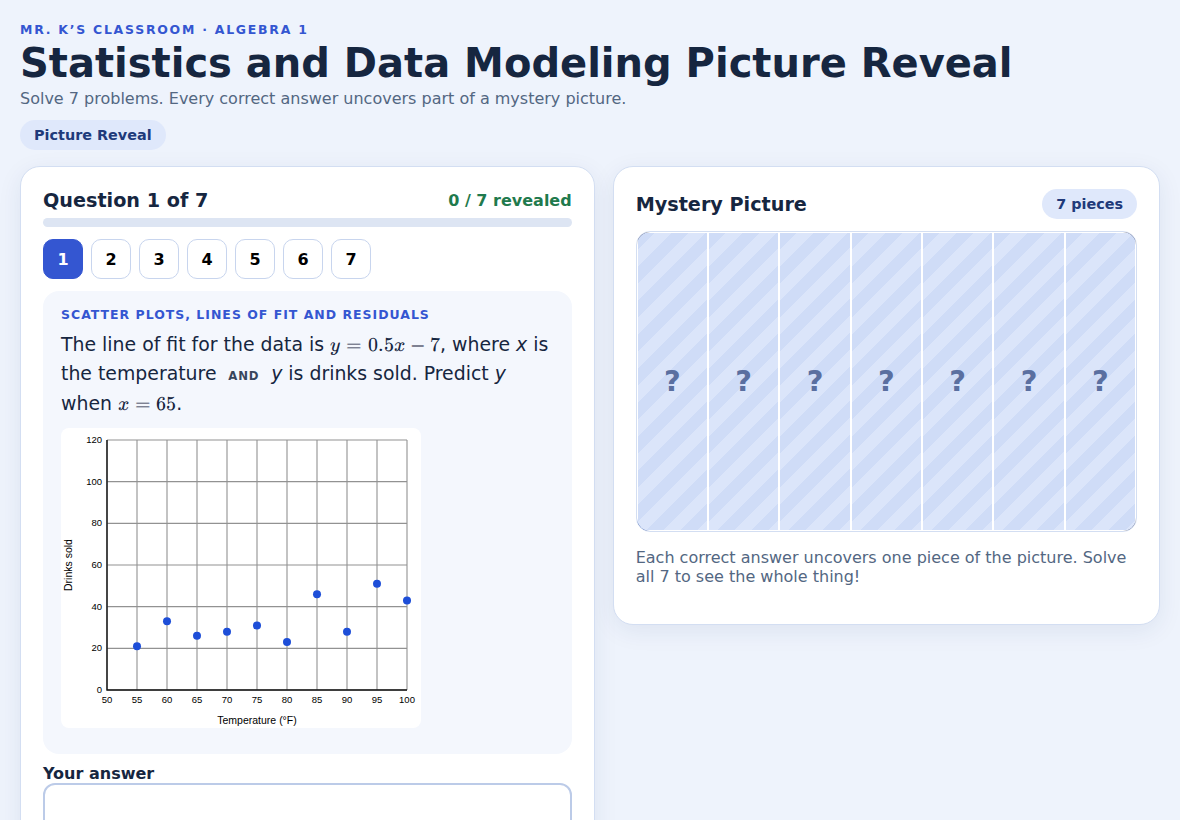 MR. K’S CLASSROOM · ALGEBRA 1
Statistics and Data Modeling Picture Reveal
Solve 7 problems. Every correct answer uncovers part of a mystery picture.
Picture Reveal
Question 1 of 7
0 / 7 revealed
1 2 3 4 5 6 7
SCATTER PLOTS, LINES OF FIT AND RESIDUALS
The line of fit for the data is y = 0.5x − 7, where x is
the temperature AND y is drinks sold. Predict y
when x = 65.
120
100
80
60
40
20
0
Drinks sold
50 55 60 65 70 75 80 85 90 95 100
Temperature (°F)
Your answer
Mystery Picture
7 pieces
? ? ? ? ? ? ?
Each correct answer uncovers one piece of the picture. Solve
all 7 to see the whole thing!